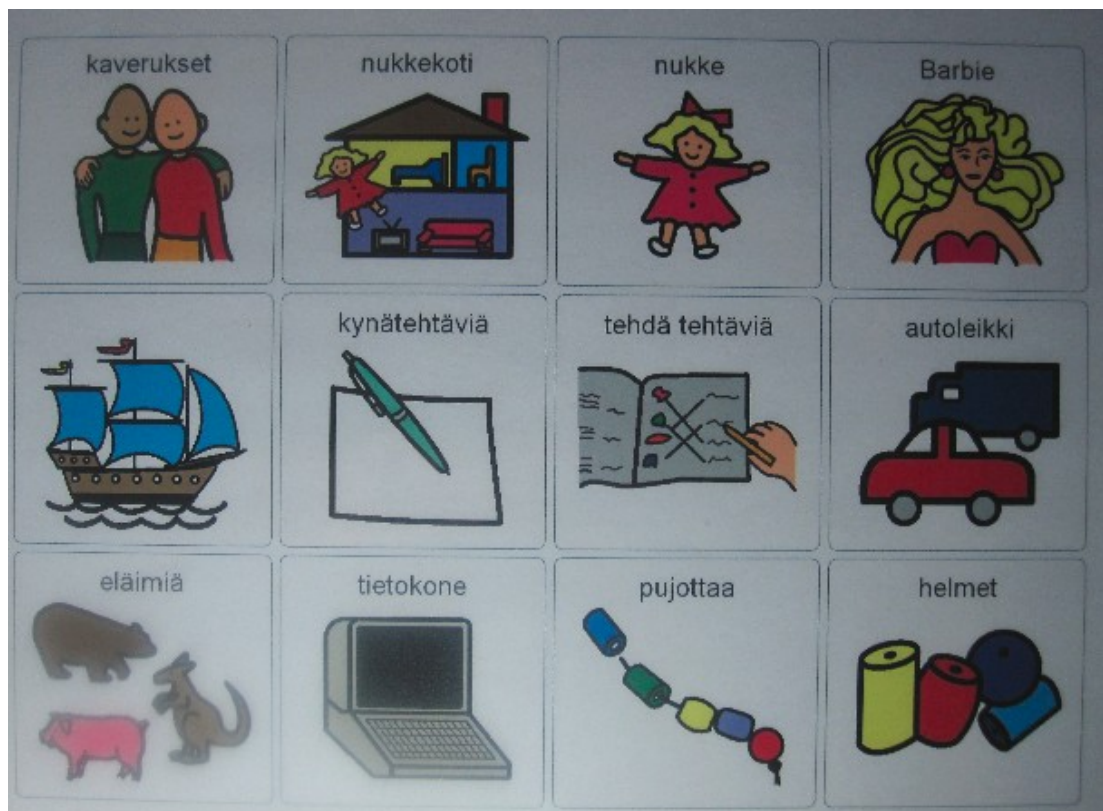 kaverukset
nukkekoti
nukke
Barbie
kynätehtäviä
tehdä tehtäviä
autoleikki
eläimiä
tietokone
pujottaa
helmet